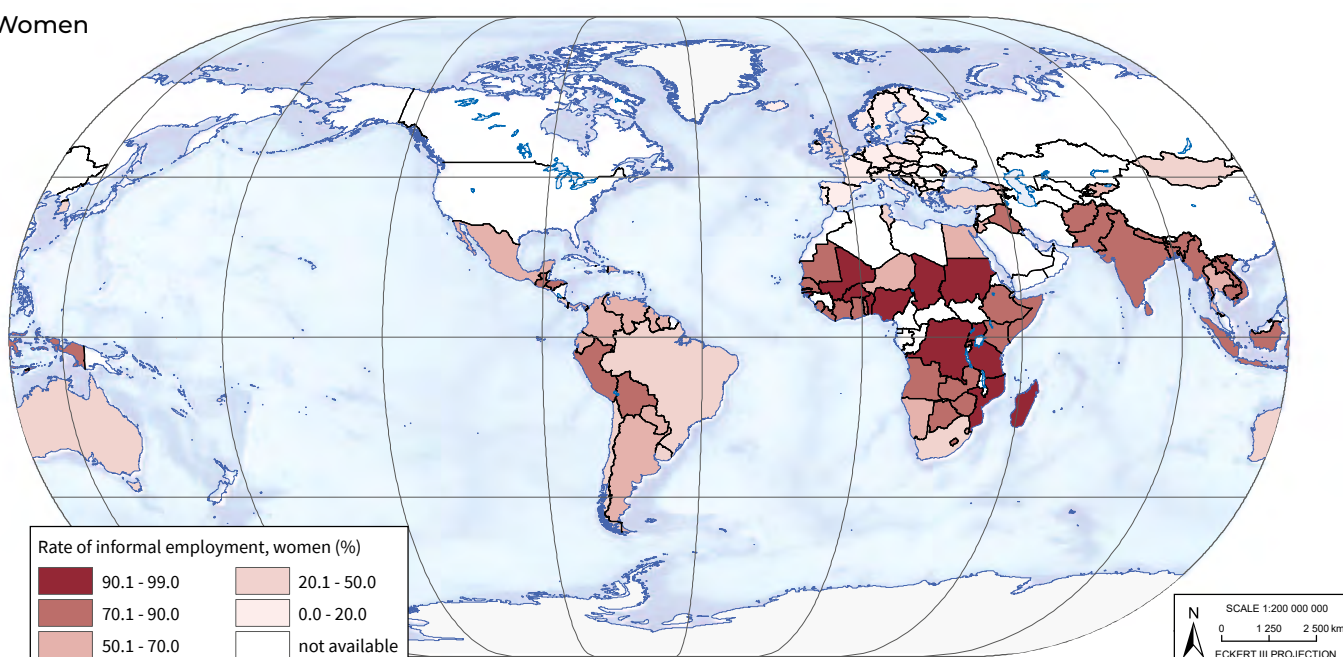 Women
Rate of informal employment, women (%)
90.1 - 99.0
20.1 - 50.0
70.1 - 90.0
0.0 - 20.0
50.1 - 70.0
not available
N
SCALE 1:200 000 000
0 1 250 2 500 km
ECKERT III PROJECTION